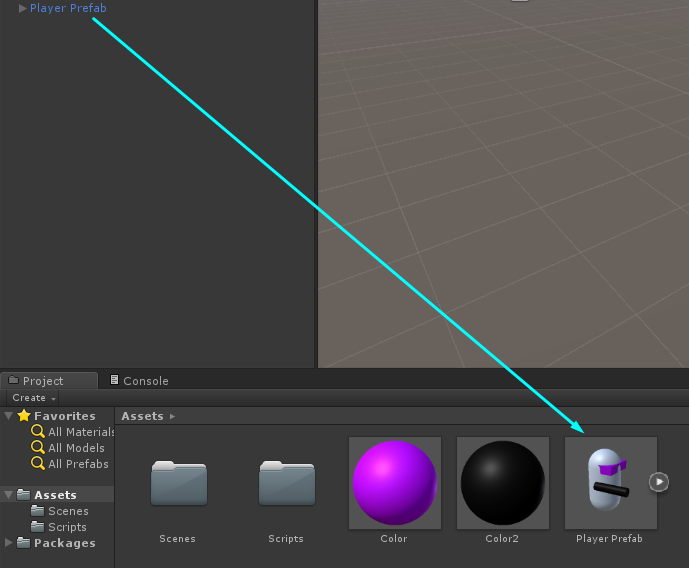 Player Prefab
Project
Console
Create
Favorites
All Materials
All Models
All Prefabs
Assets
Scenes
Scripts
Packages
Assets
Scenes
Scripts
Color
Color2
Player Prefab